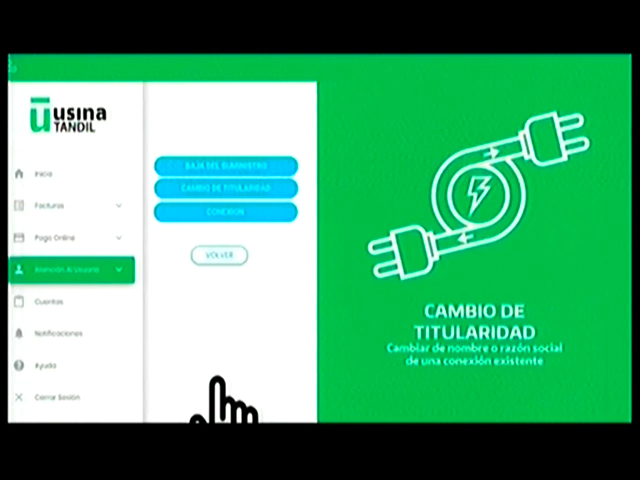 usina
TANDIL
Inicio
Facturas
Pago Online
Atención Al Usuario
Cuentas
Notificaciones
Ayuda
Cerrar Sesión
BAJA DEL SUMINISTRO
CAMBIO DE TITULARIDAD
CONEXION
VOLVER
CAMBIO DE
TITULARIDAD
Cambiar de nombre o razón social
de una conexión existente